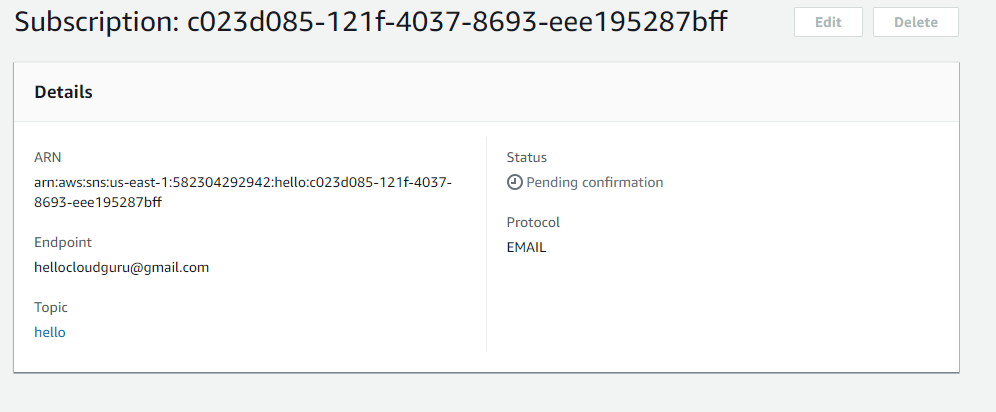 Subscription: c023d085-121f-4037-8693-eee195287bff
Edit
Delete
Details
ARN
arn:aws:sns:us-east-1:582304292942:hello:c023d085-121f-4037-
8693-eee195287bff
Endpoint
hellocloudguru@gmail.com
Topic
hello
Status
Pending confirmation
Protocol
EMAIL